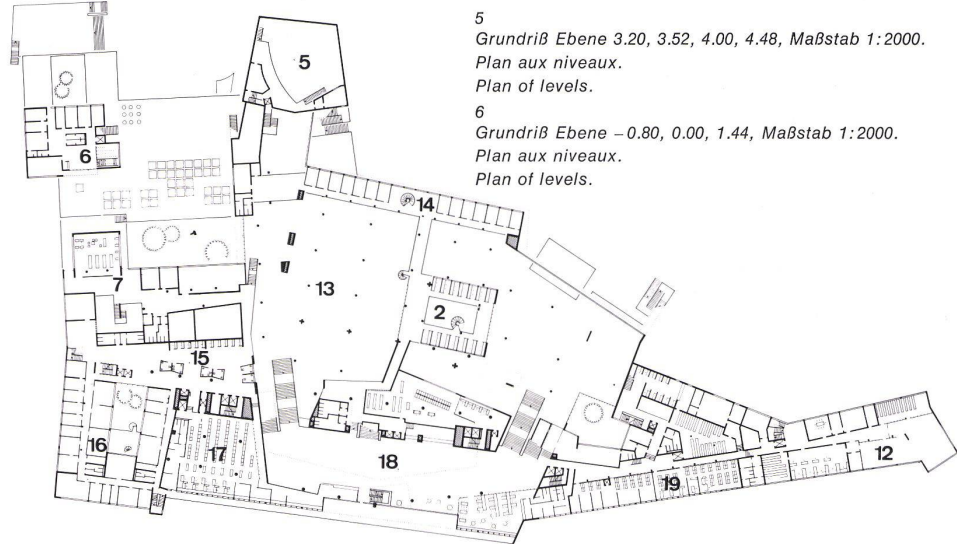 5
Grundriß Ebene 3.20, 3.52, 4.00, 4.48, Maßstab 1:2000.
Plan aux niveaux.
Plan of levels.
6
Grundriß Ebene –0.80, 0.00, 1.44, Maßstab 1:2000.
Plan aux niveaux.
Plan of levels.
5
6
14
7
13
2
15
16
17
18
19
12